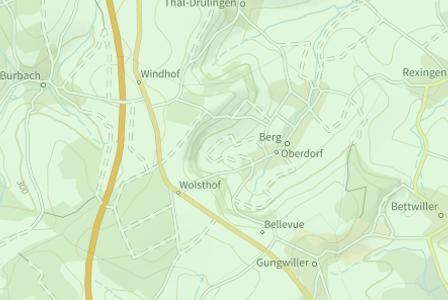 Thal-Drulingen
Burbach
Windhof
Rexingen
Berg
Oberdorf
Wolsthof
300
Bettwiller
Bellevue
Gungwiller